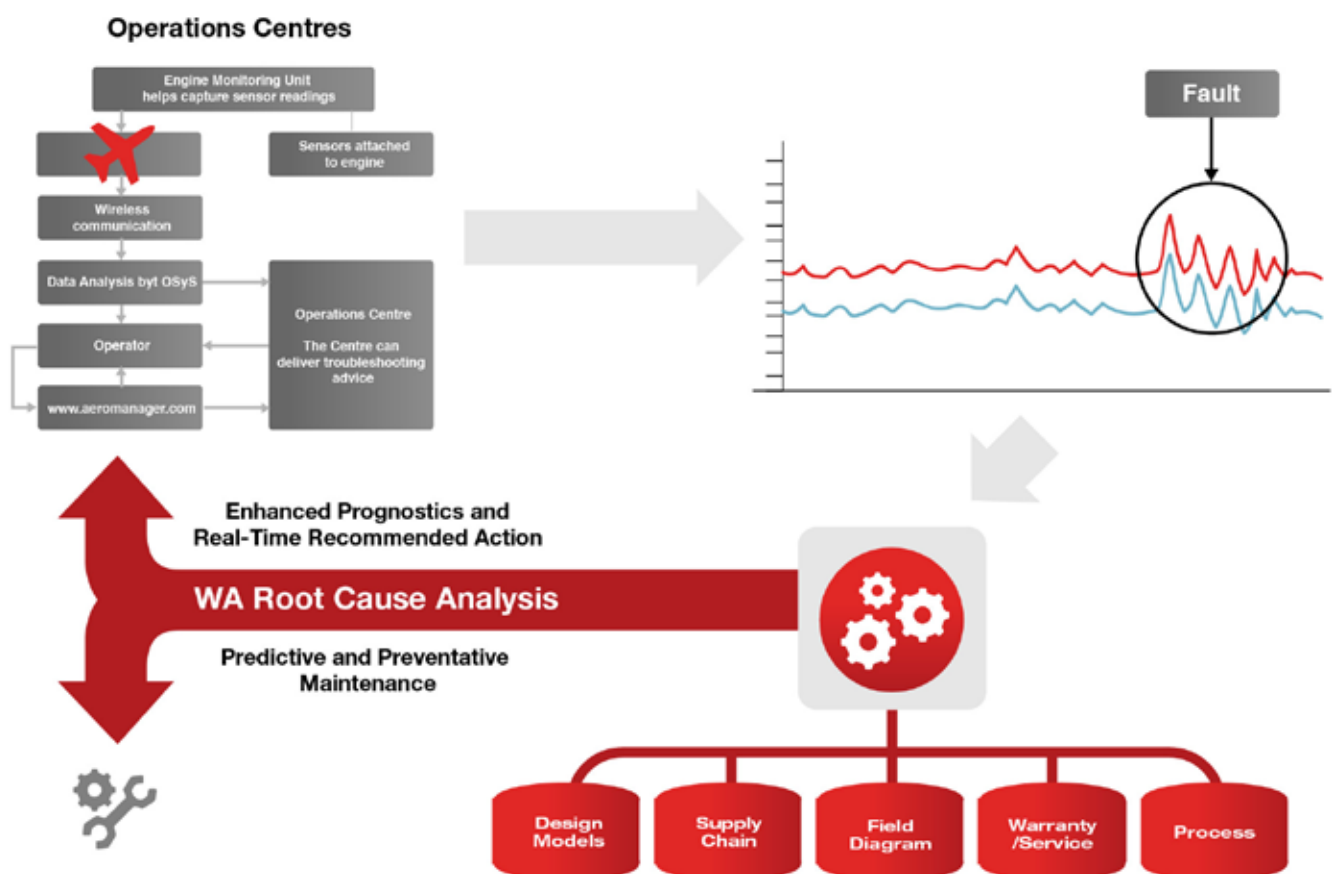 Operations Centres
Engine Monitoring Unit
helps capture sensor readings
Sensors attached
to engine
Wireless
communication
Data Analysis byt OSyS
Operations Centre
The Centre can
deliver troubleshooting
advice
Operator
www.aeromanager.com
Fault
Enhanced Prognostics and
Real-Time Recommended Action
WA Root Cause Analysis
Predictive and Preventative
Maintenance
Design
Models
Supply
Chain
Field
Diagram
Warranty
/Service
Process